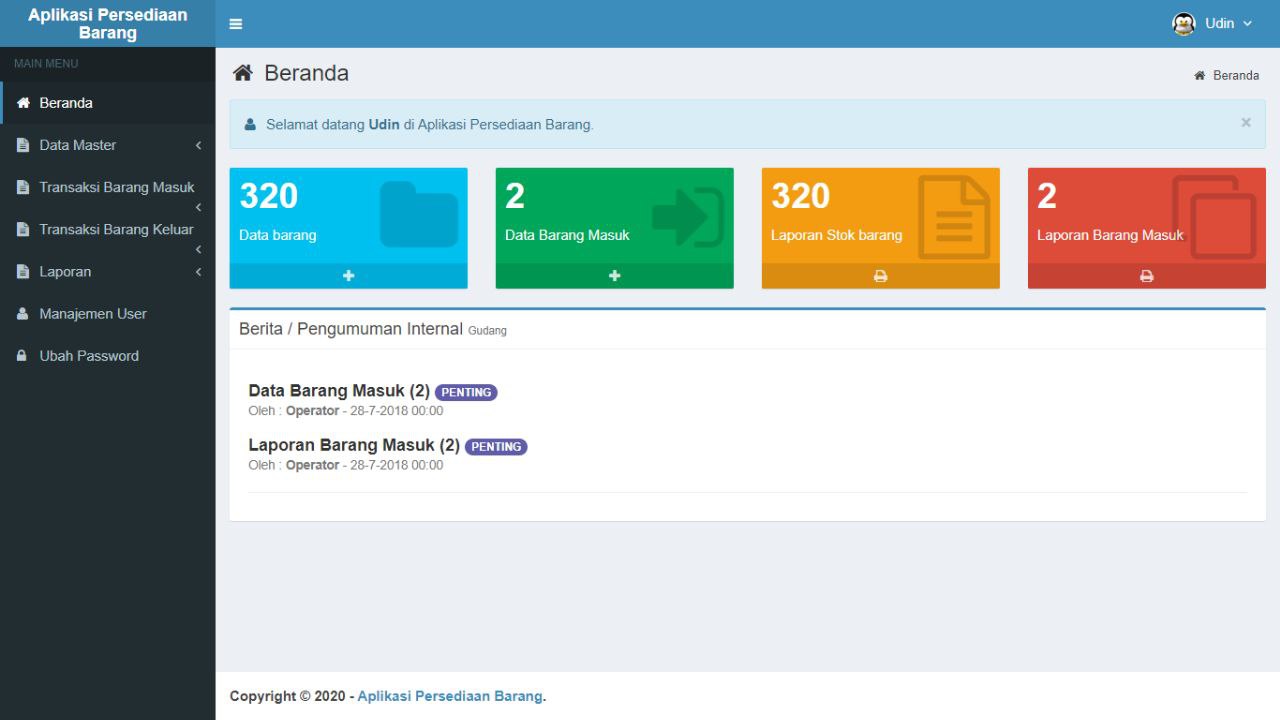 Aplikasi Persediaan
Barang
Udin
MAIN MENU
Beranda
Data Master
Transaksi Barang Masuk
Transaksi Barang Keluar
Laporan
Manajemen User
Ubah Password
Beranda
Beranda
Selamat datang Udin di Aplikasi Persediaan Barang.
×
320
Data barang
2
Data Barang Masuk
320
Laporan Stok barang
2
Laporan Barang Masuk
Berita / Pengumuman Internal Gudang
Data Barang Masuk (2) PENTING
Oleh : Operator - 28-7-2018 00:00
Laporan Barang Masuk (2) PENTING
Oleh : Operator - 28-7-2018 00:00
Copyright © 2020 - Aplikasi Persediaan Barang.